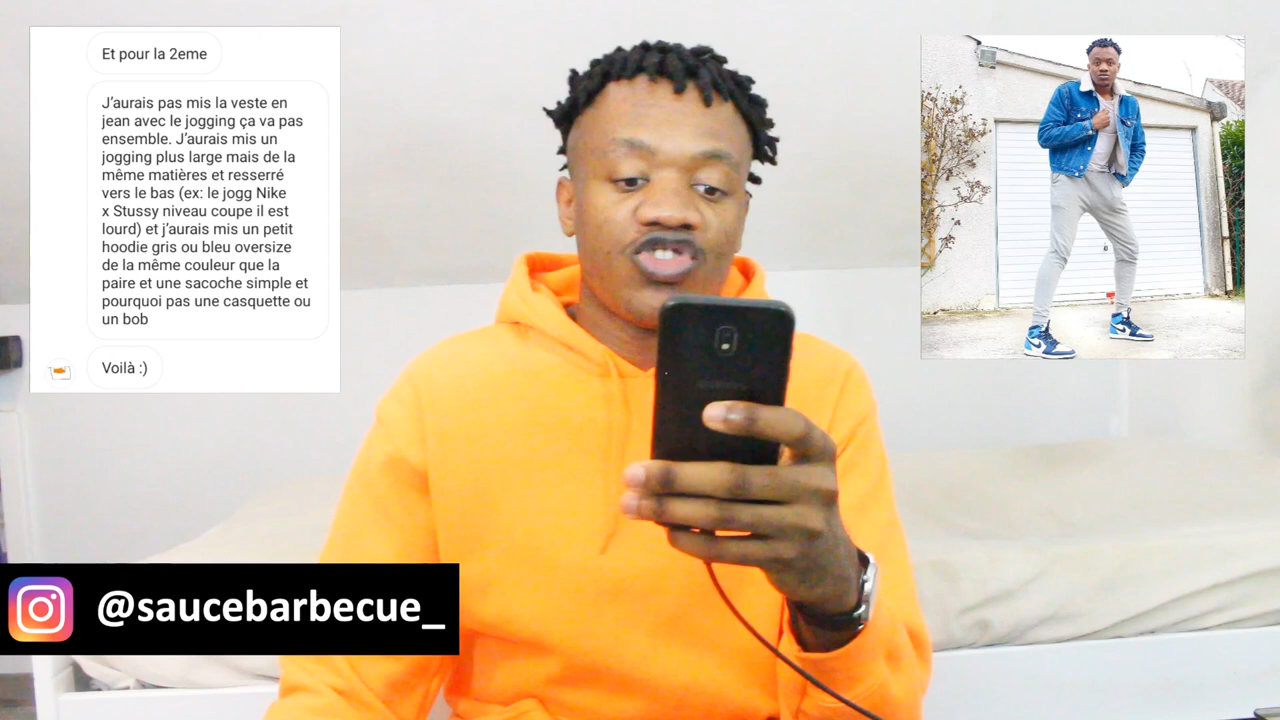 Et pour la 2eme
J'aurais pas mis la veste en
jean avec le jogging ça va pas
ensemble. J'aurais mis un
jogging plus large mais de la
même matières et resserré
vers le bas (ex: le jogg Nike
x Stussy niveau coupe il est
lourd) et j'aurais mis un petit
hoodie gris ou bleu oversize
de la même couleur que la
paire et une sacoche simple et
pourquoi pas une casquette ou
un bob
Voilà :)
@saucebarbecue_